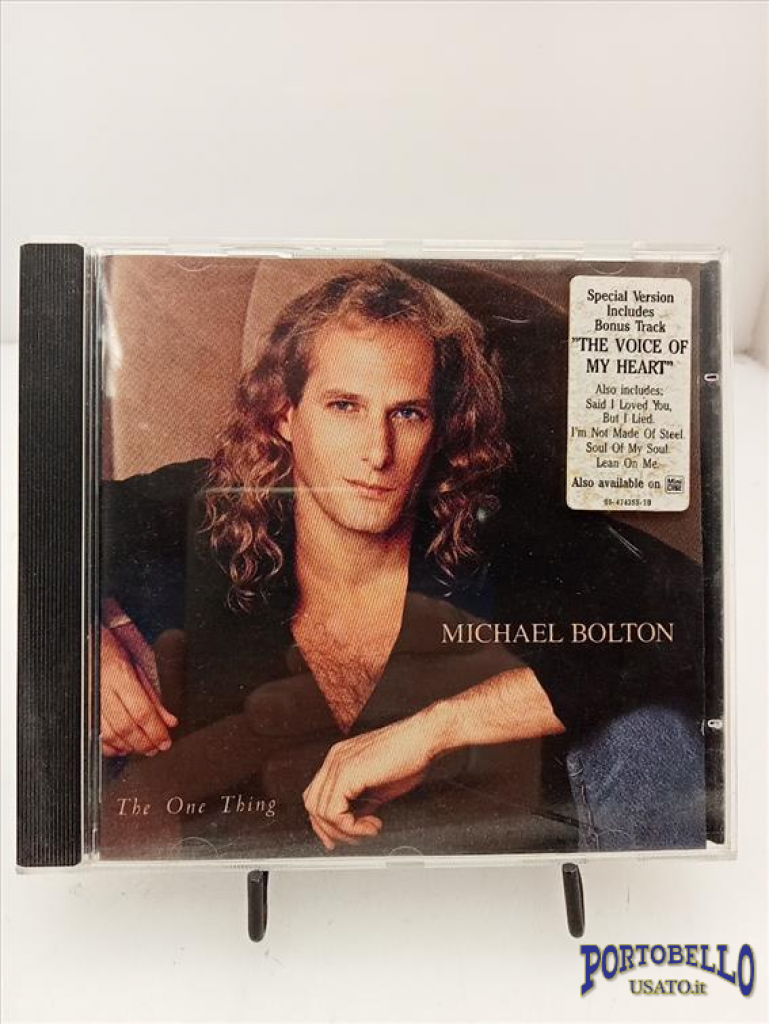 Special Version
Includes
Bonus Track
"THE VOICE OF
MY HEART"
Also includes;
Said I Loved You,
But I Lied.
I'm Not Made Of Steel.
Soul Of My Soul.
Lean On Me.
Also available on Mini Disc
MICHAEL BOLTON
The One Thing
PORTOBELLO
USATO.it